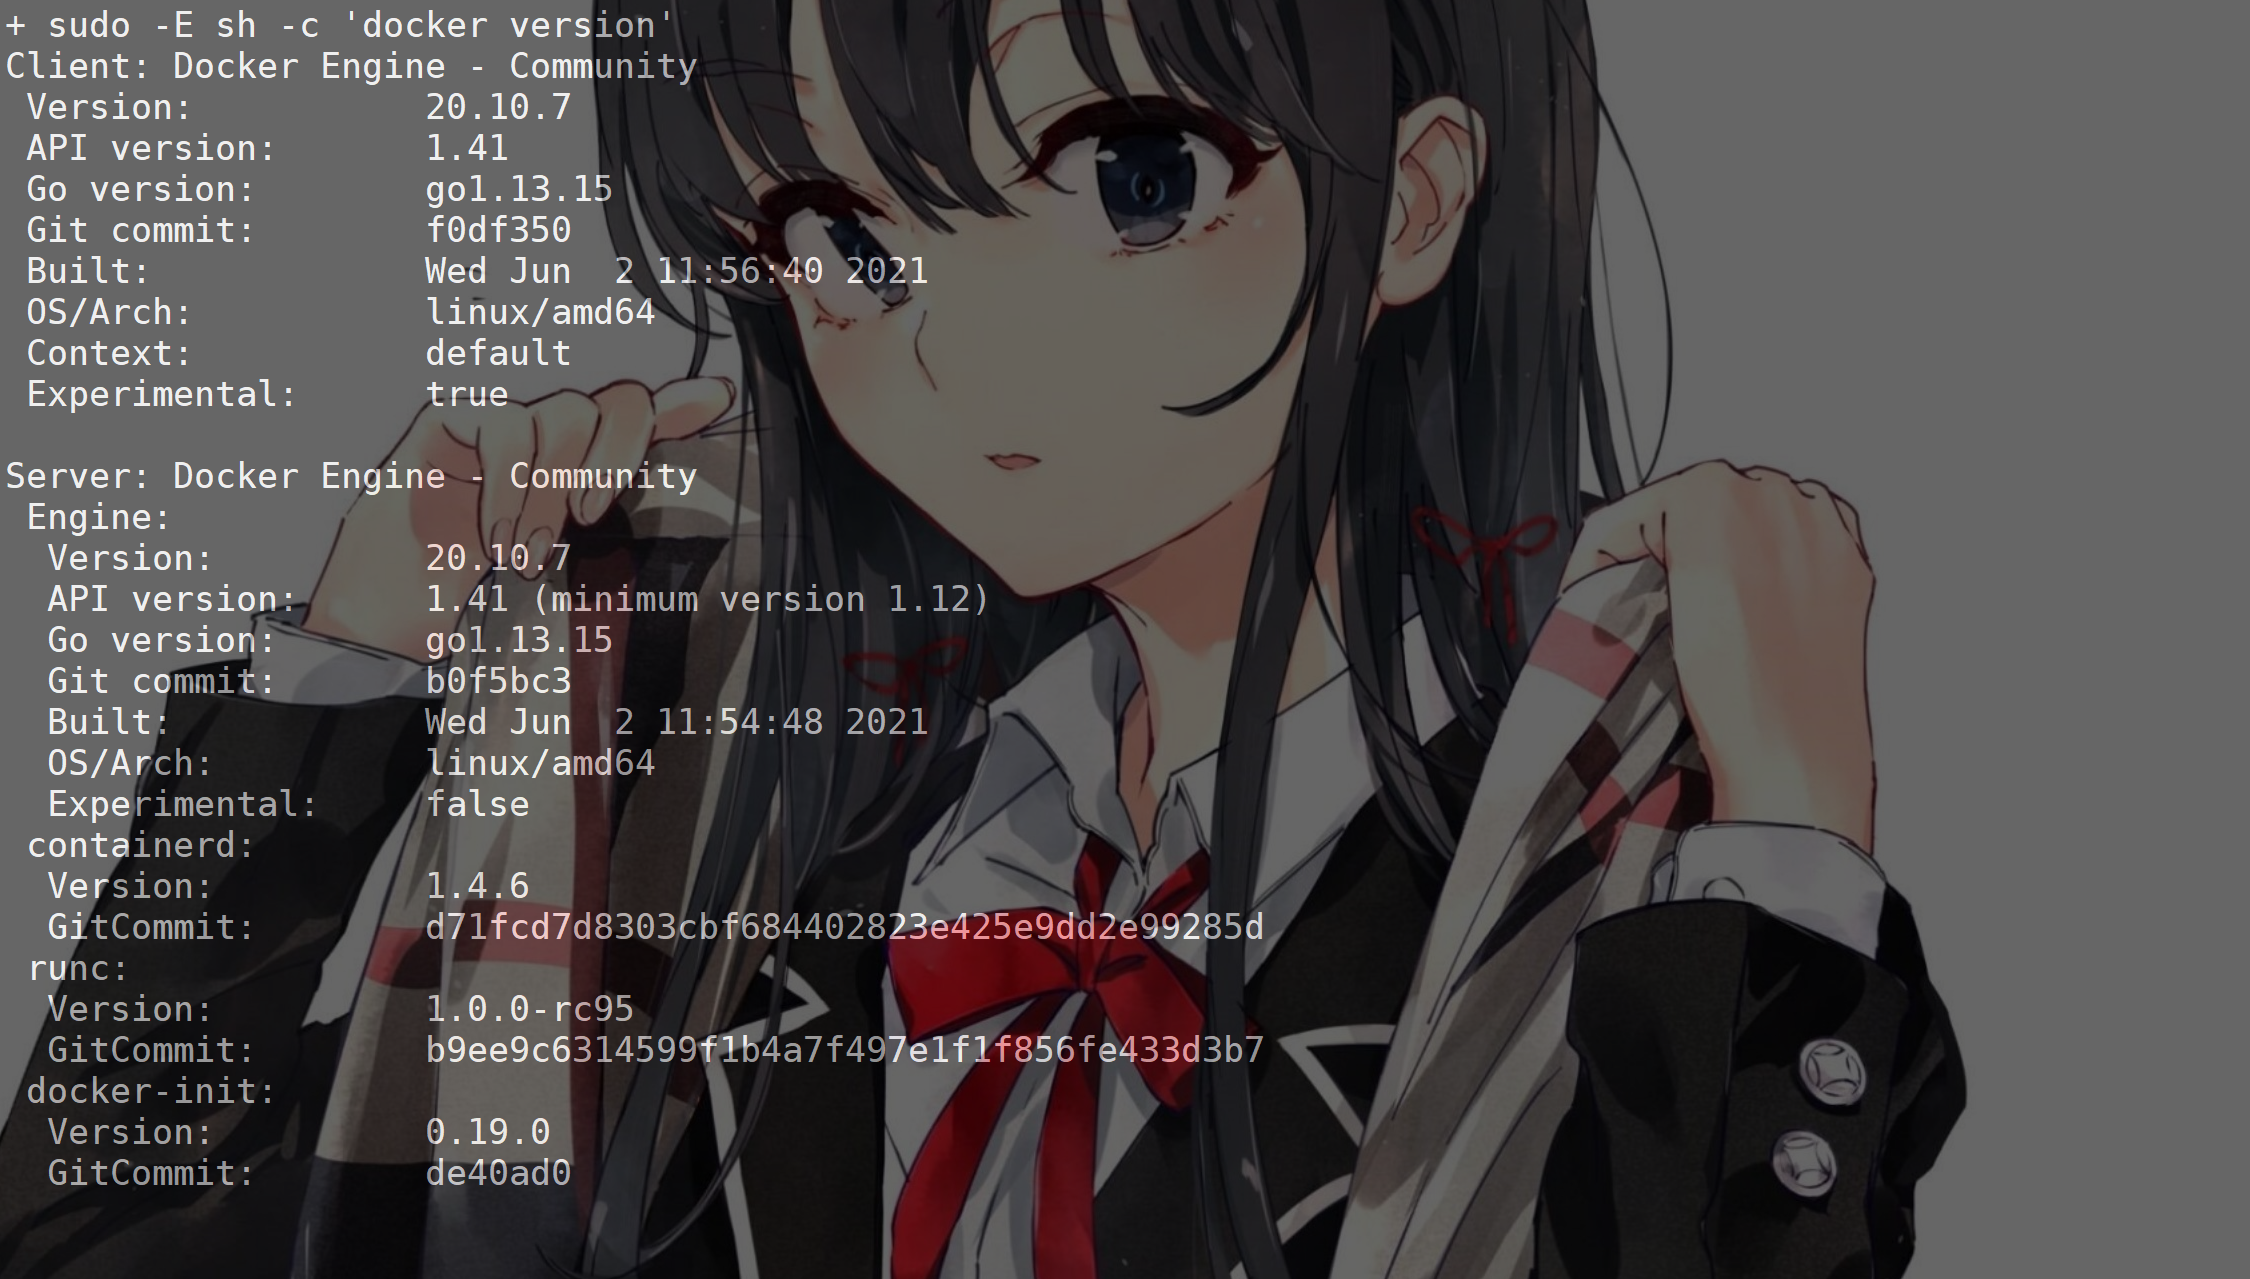 + sudo -E sh -c 'docker version'
Client: Docker Engine - Community
 Version:           20.10.7
 API version:       1.41
 Go version:        go1.13.15
 Git commit:        f0df350
 Built:             Wed Jun  2 11:56:40 2021
 OS/Arch:           linux/amd64
 Context:           default
 Experimental:      true

Server: Docker Engine - Community
 Engine:
  Version:          20.10.7
  API version:      1.41 (minimum version 1.12)
  Go version:       go1.13.15
  Git commit:       b0f5bc3
  Built:            Wed Jun  2 11:54:48 2021
  OS/Arch:          linux/amd64
  Experimental:     false
 containerd:
  Version:          1.4.6
  GitCommit:        d71fcd7d8303cbf684402823e425e9dd2e99285d
 runc:
  Version:          1.0.0-rc95
  GitCommit:        b9ee9c6314599f1b4a7f497e1f1f856fe433d3b7
 docker-init:
  Version:          0.19.0
  GitCommit:        de40ad0